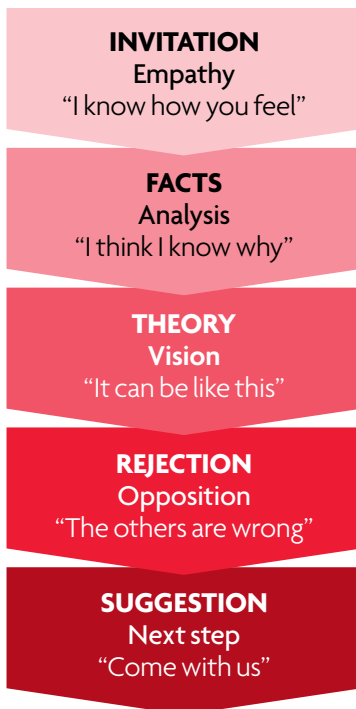 INVITATION
Empathy
“I know how you feel”
FACTS
Analysis
“I think I know why”
THEORY
Vision
“It can be like this”
REJECTION
Opposition
“The others are wrong”
SUGGESTION
Next step
“Come with us”